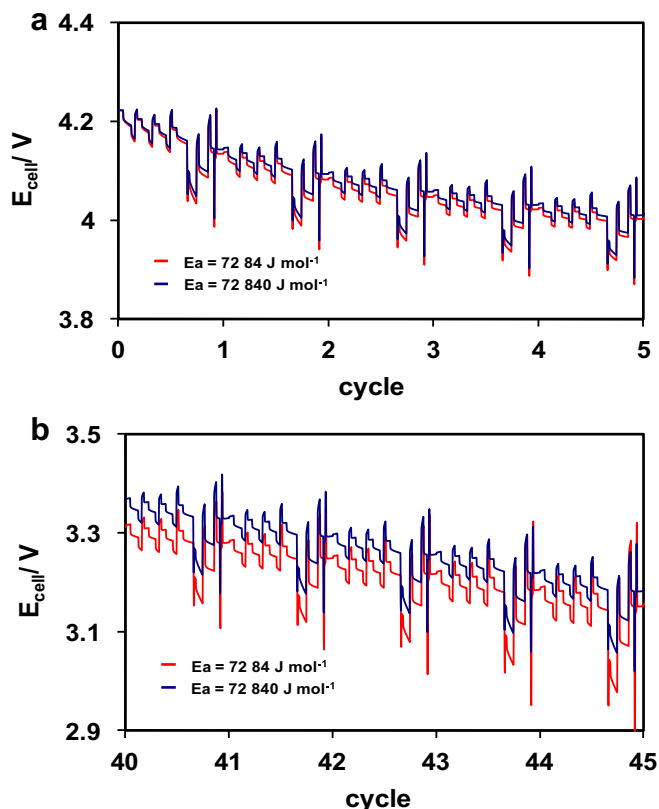 a
4.4
4.2
4
3.8
E_cell/ V
Ea = 72 84 J mol⁻¹
Ea = 72 840 J mol⁻¹
0 1 2 3 4 5
cycle
b
3.5
3.3
3.1
2.9
E_cell/ V
Ea = 72 84 J mol⁻¹
Ea = 72 840 J mol⁻¹
40 41 42 43 44 45
cycle